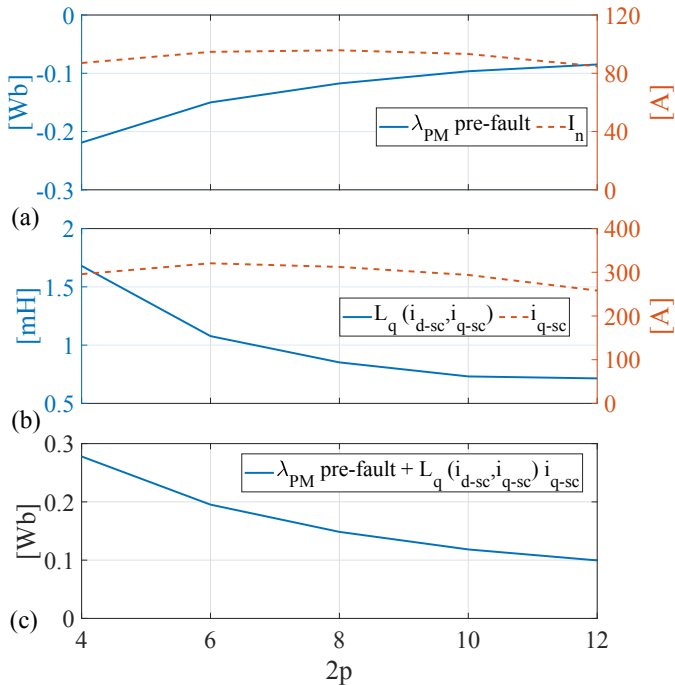 0
-0.1
-0.2
-0.3
[Wb]
120
80
40
0
[A]
λPM pre-fault In
(a)
2
1.5
1
0.5
[mH]
400
300
200
100
0
[A]
Lq (id-sc,iq-sc) iq-sc
(b)
0.3
0.2
0.1
0
[Wb]
λPM pre-fault + Lq (id-sc,iq-sc) iq-sc
(c)
4 6 8 10 12
2p